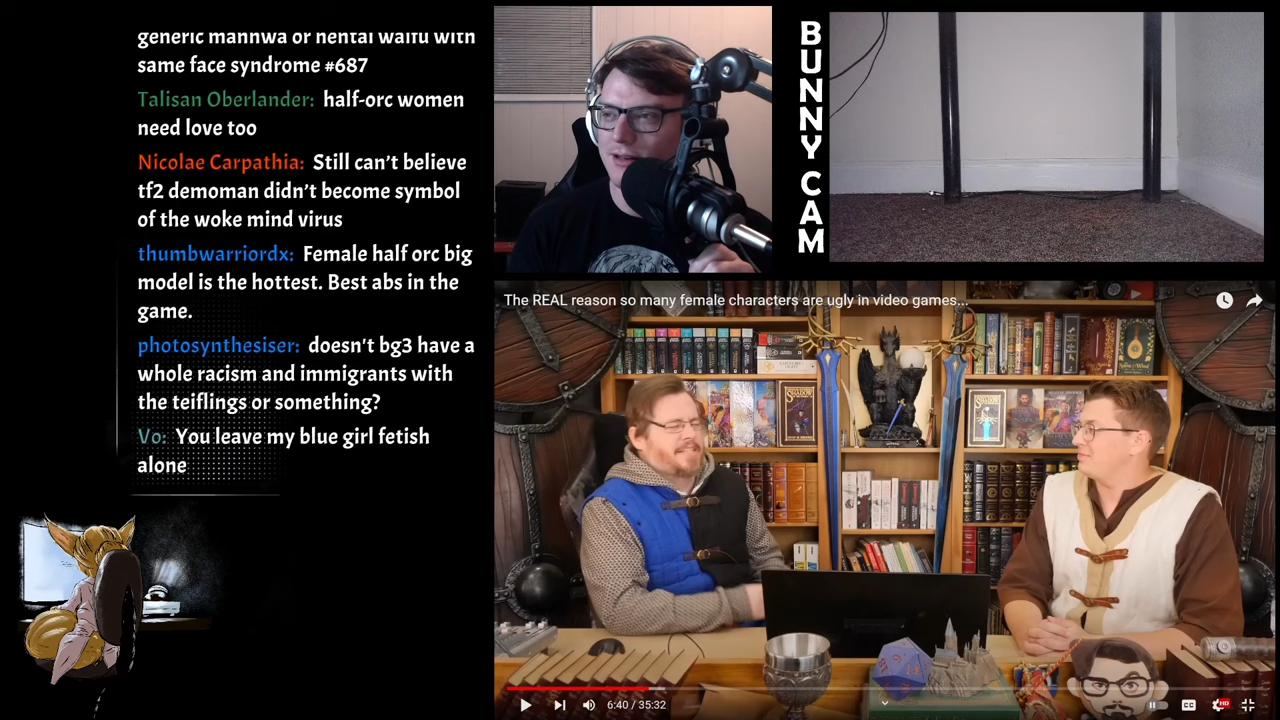 generic manhwa or hentai waifu with
same face syndrome #687
Talisan Oberlander: half-orc women
need love too
Nicolae Carpathia: Still can't believe
tf2 demoman didn't become symbol
of the woke mind virus
thumbwarriordx: Female half orc big
model is the hottest. Best abs in the
game.
photosynthesiser: doesn't bg3 have a
whole racism and immigrants with
the teiflings or something?
Vo: You leave my blue girl fetish
alone
BUNNY CAM
The REAL reason so many female characters are ugly in video games...
6:40 / 35:32
CC
HD